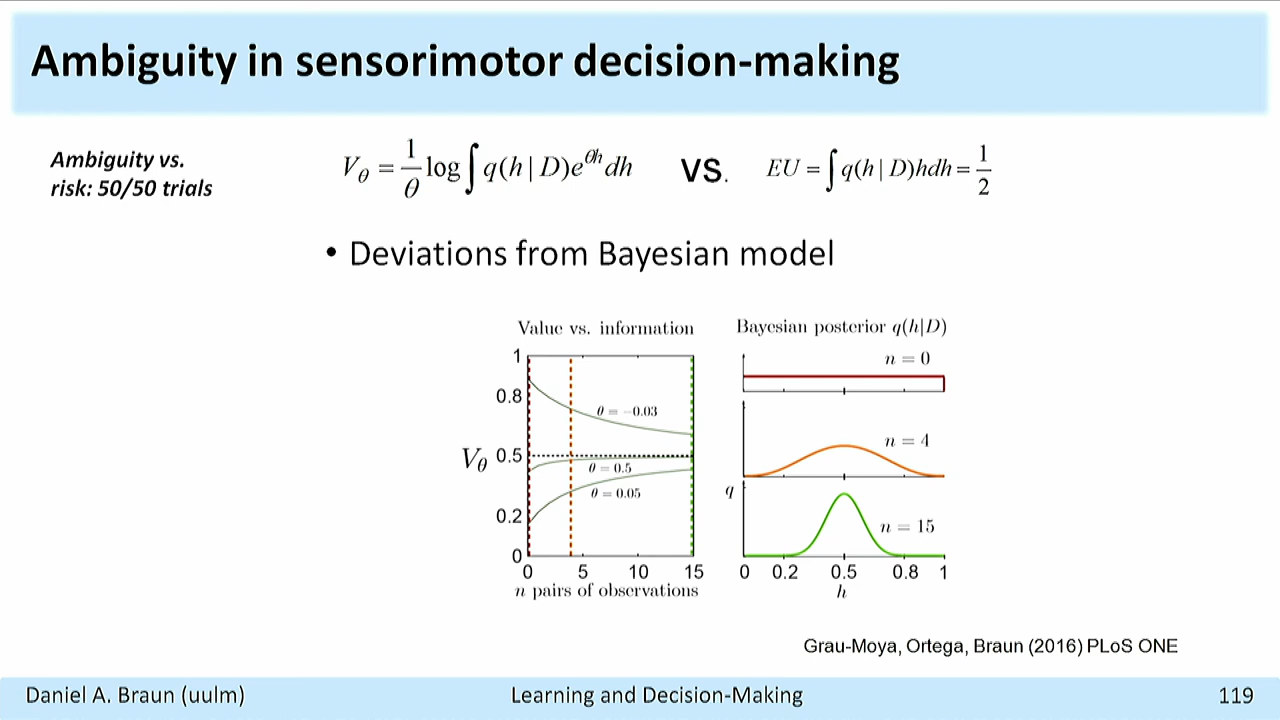 Ambiguity in sensorimotor decision-making
Ambiguity vs.
risk: 50/50 trials
V_θ = 1/θ log ∫ q(h | D)e^{θh} dh vs. EU = ∫ q(h | D)hdh = 1/2
• Deviations from Bayesian model
Value vs. information
Bayesian posterior q(h|D)
1
0.8
0.5
0.2
0
V_θ
θ = −0.03
θ = 0.5
θ = 0.05
0 5 10 15
n pairs of observations
n = 0
n = 4
n = 15
q
0 0.2 0.5 0.8 1
h
Grau-Moya, Ortega, Braun (2016) PLoS ONE
Daniel A. Braun (uulm)
Learning and Decision-Making
119